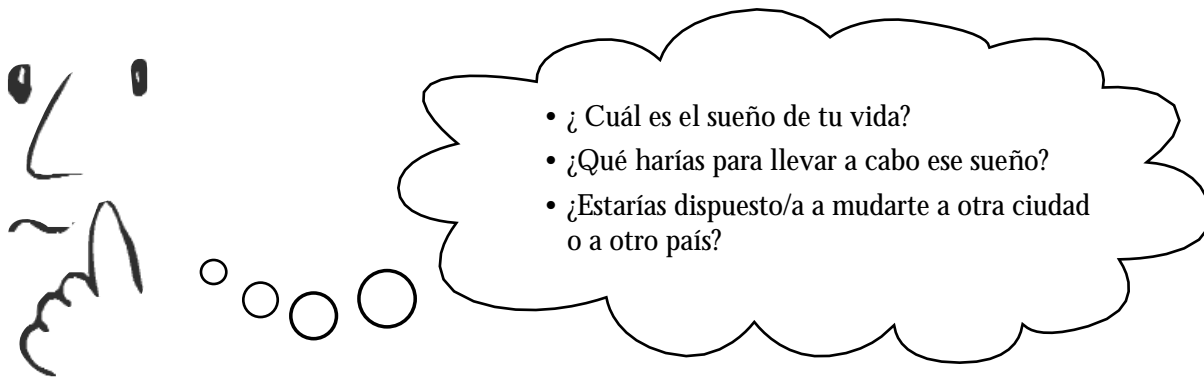 • ¿ Cuál es el sueño de tu vida?
• ¿Qué harías para llevar a cabo ese sueño?
• ¿Estarías dispuesto/a a mudarte a otra ciudad
o a otro país?